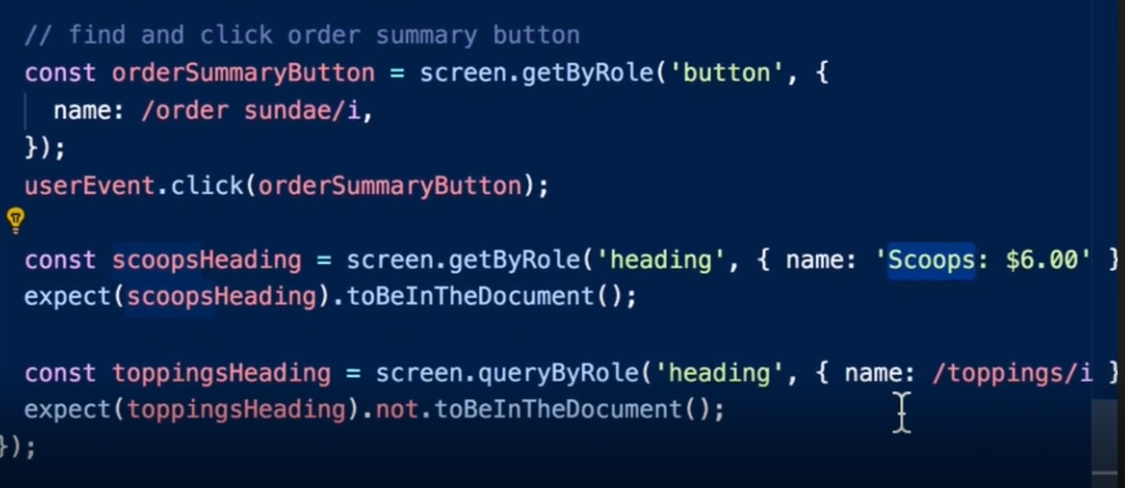 // find and click order summary button
const orderSummaryButton = screen.getByRole('button', {
name: /order sundae/i,
});
userEvent.click(orderSummaryButton);
const scoopsHeading = screen.getByRole('heading', { name: 'Scoops: $6.00' }
expect(scoopsHeading).toBeInTheDocument();
const toppingsHeading = screen.queryByRole('heading', { name: /toppings/i }
expect(toppingsHeading).not.toBeInTheDocument();
});